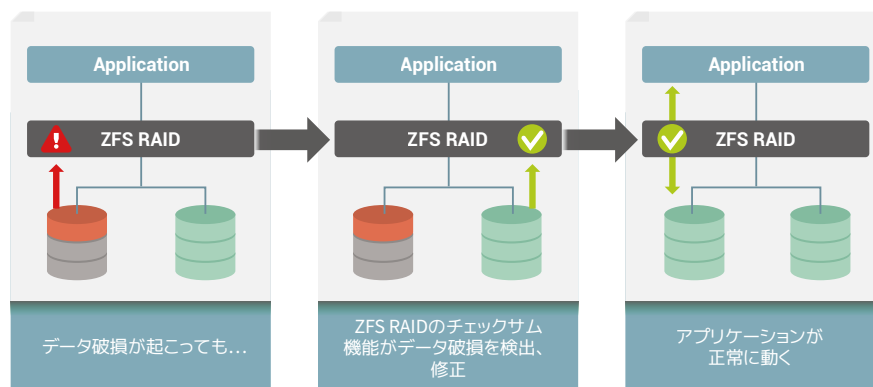 Application
ZFS RAID
データ破損が起こっても...
Application
ZFS RAID
ZFS RAIDのチェックサム
機能がデータ破損を検出、
修正
Application
ZFS RAID
アプリケーションが
正常に動く